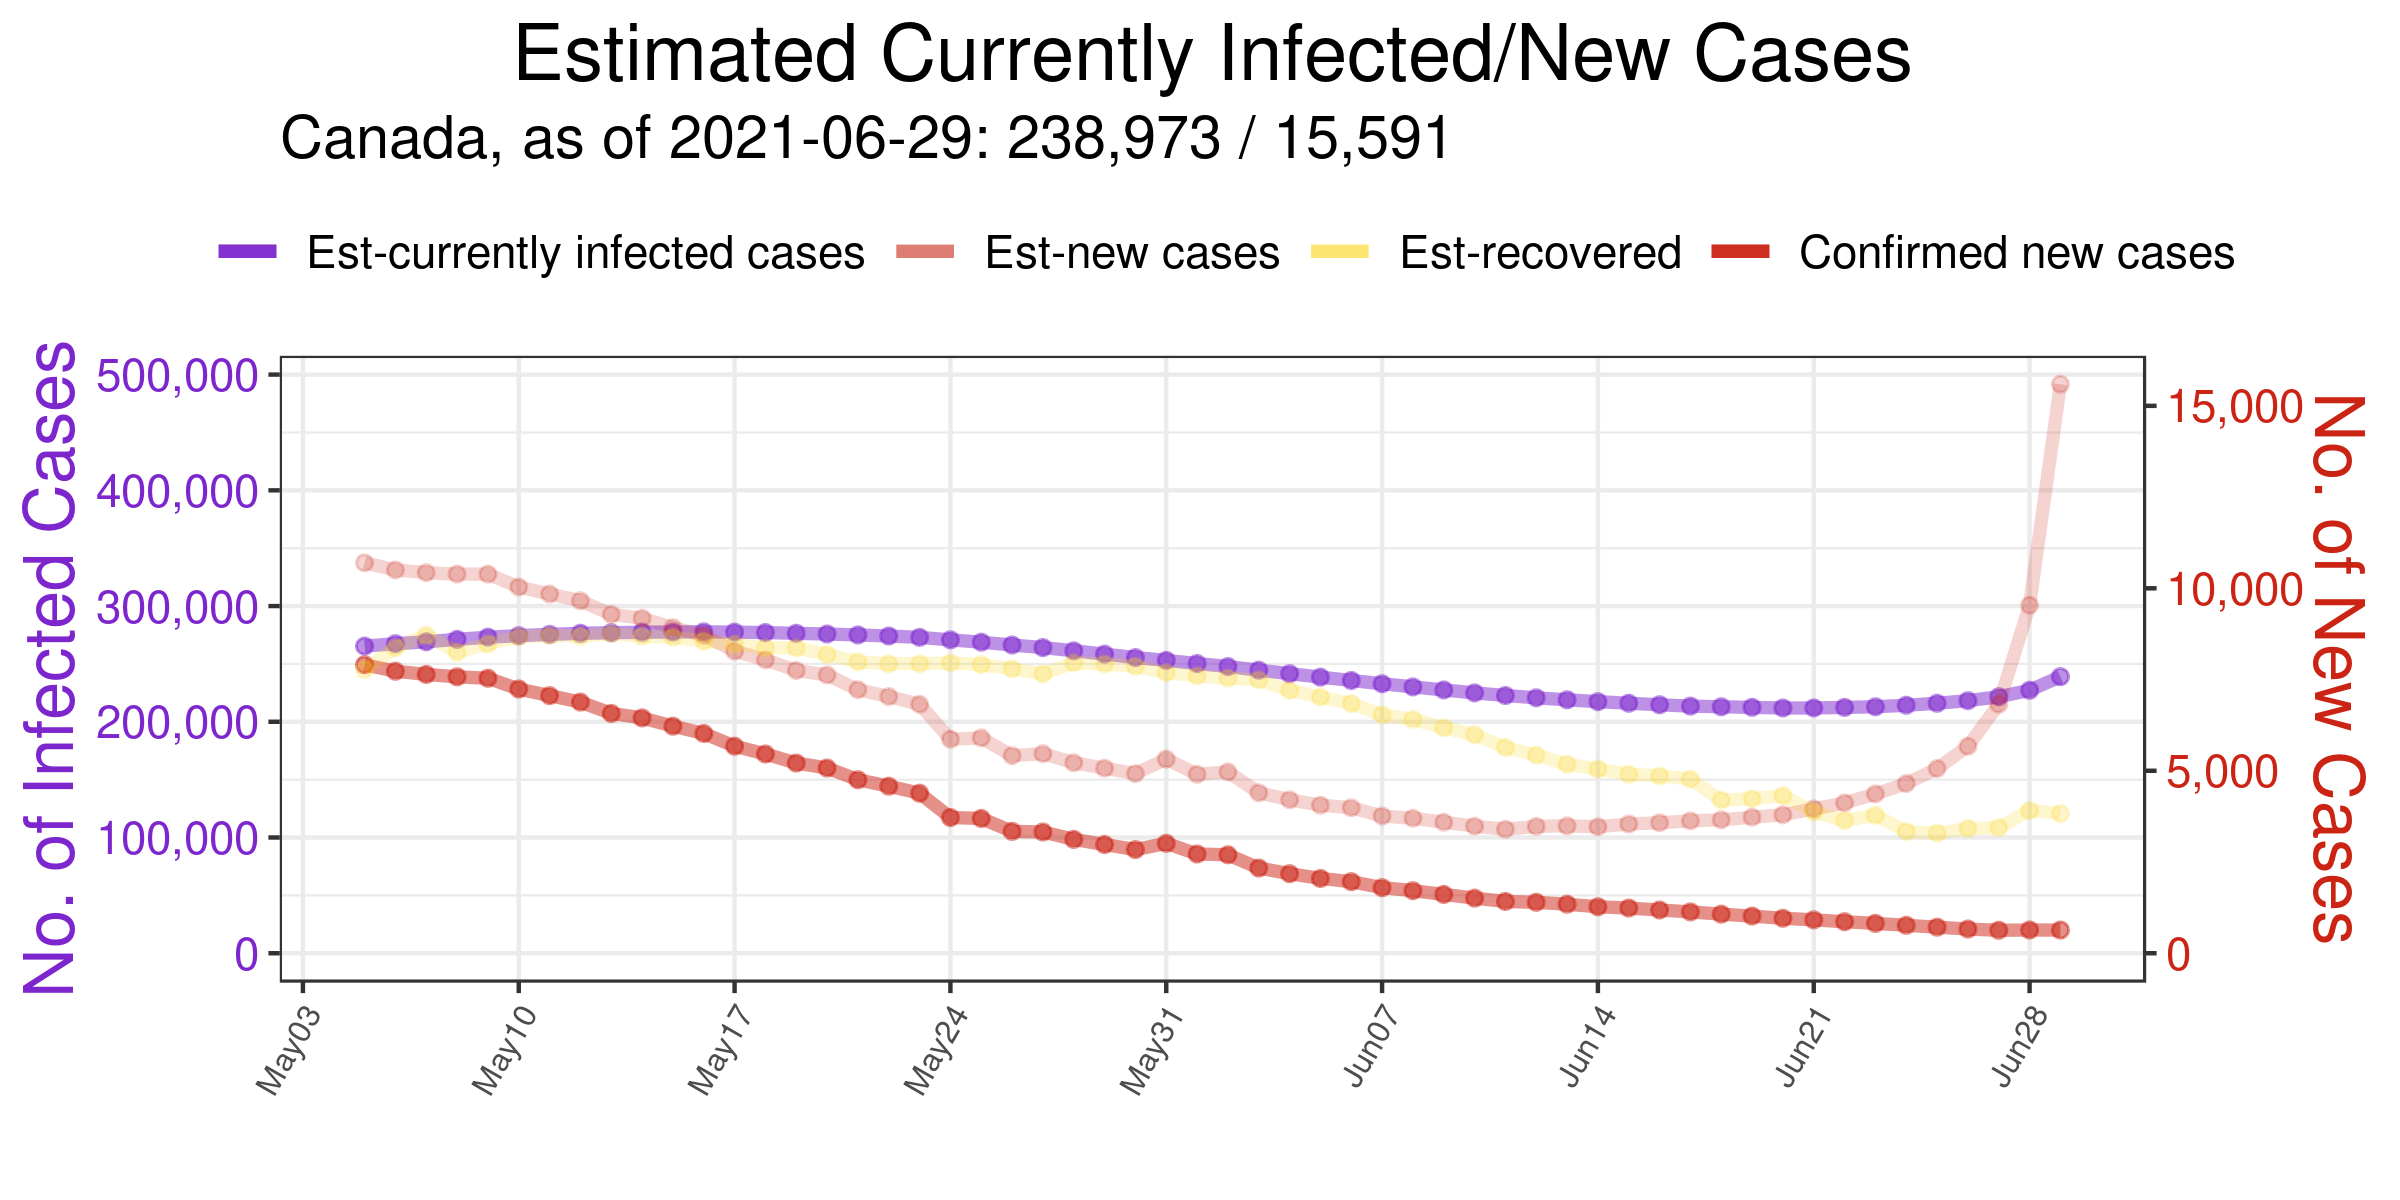 Estimated Currently Infected/New Cases
Canada, as of 2021-06-29: 238,973 / 15,591
Est-currently infected cases
Est-new cases
Est-recovered
Confirmed new cases
No. of Infected Cases
500,000
400,000
300,000
200,000
100,000
0
15,000
10,000
5,000
0
No. of New Cases
May03
May10
May17
May24
May31
Jun07
Jun14
Jun21
Jun28